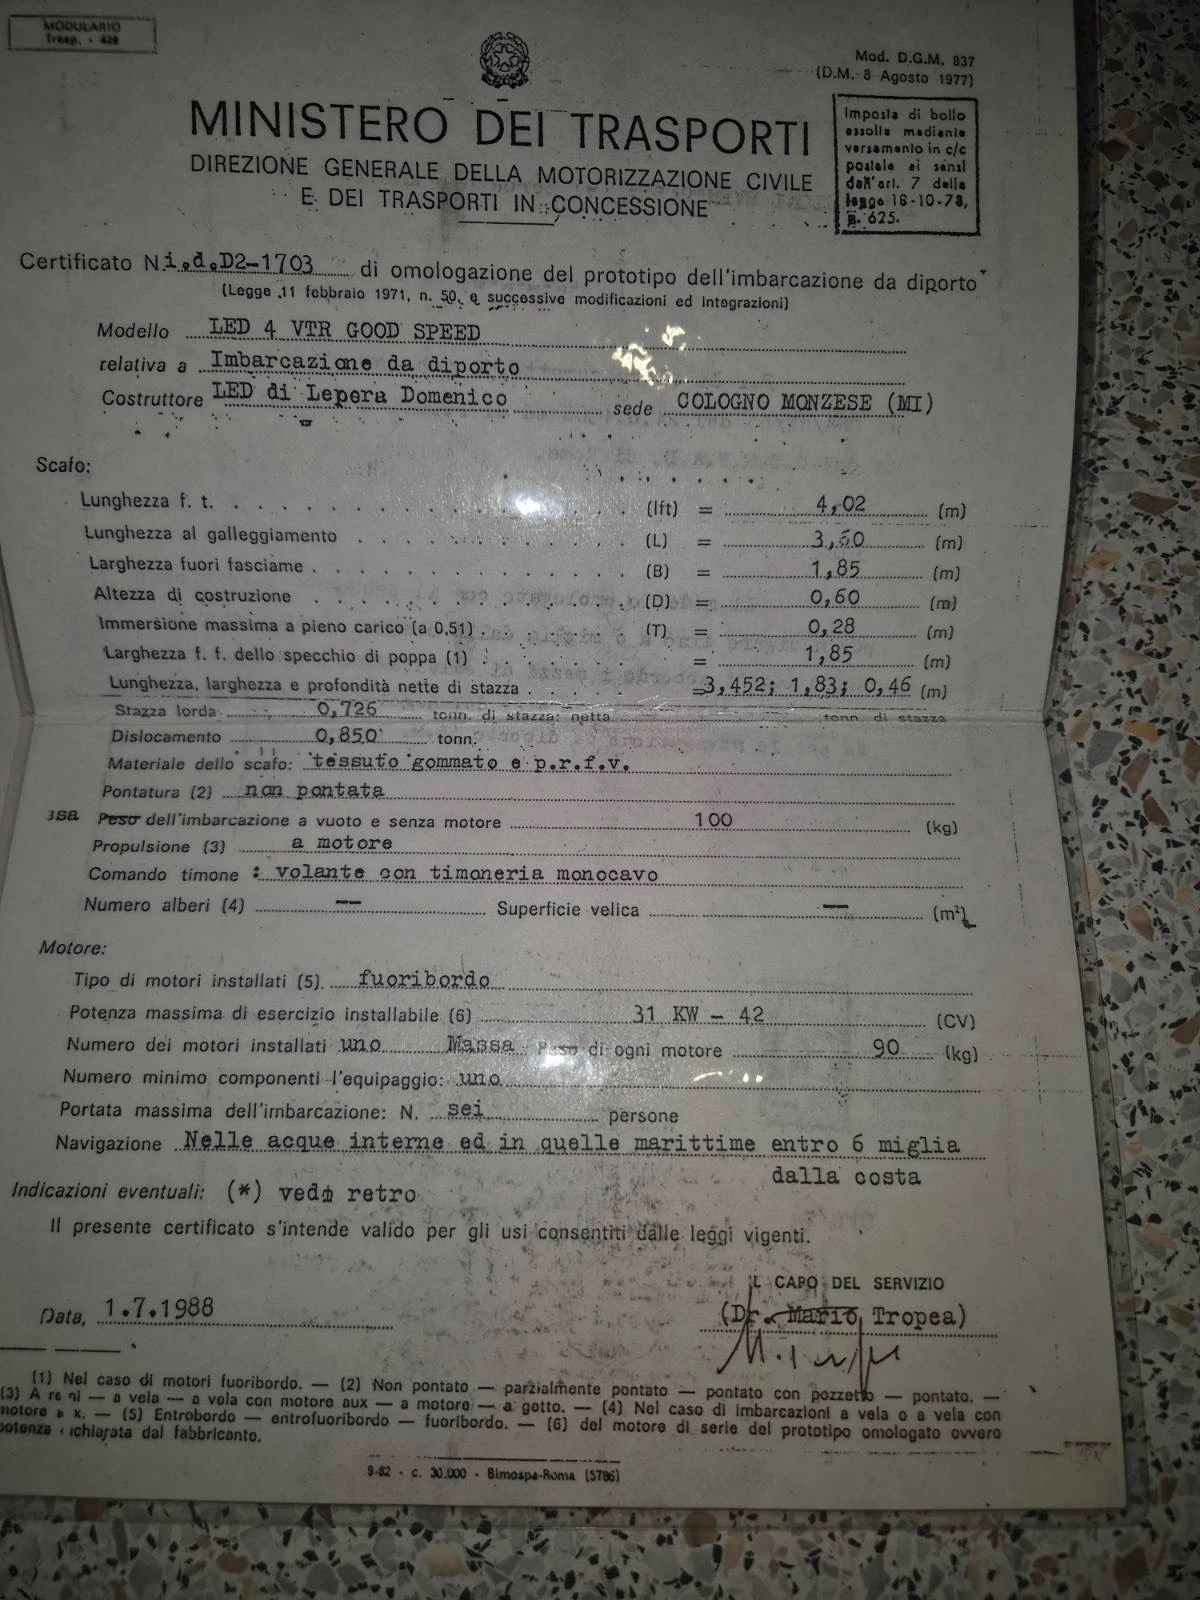 MODULARIO
Trasp. - 428
Mod. D.G.M. 837
(D.M. 8 Agosto 1977)
MINISTERO DEI TRASPORTI
DIREZIONE GENERALE DELLA MOTORIZZAZIONE CIVILE
E DEI TRASPORTI IN CONCESSIONE
Imposta di bollo
assolta mediante
versamento in c/c
postale ai sensi
dell'art. 7 della
legge 18-10-78,
n. 625.
Certificato N. i.d.D2-1703 di omologazione del prototipo dell'imbarcazione da diporto
(Legge 11 febbraio 1971, n. 50, e successive modificazioni ed integrazioni)
Modello LED 4 VTR GOOD SPEED
relativa a Imbarcazione da diporto
Costruttore LED di Lepera Domenico sede COLOGNO MONZESE (MI)
Scafo:
Lunghezza f. t. (lft) = 4,02 (m)
Lunghezza al galleggiamento (L) = 3,60 (m)
Larghezza fuori fasciame (B) = 1,85 (m)
Altezza di costruzione (D) = 0,60 (m)
Immersione massima a pieno carico (a 0,51) (T) = 0,28 (m)
Larghezza f. f. dello specchio di poppa (1) = 1,85 (m)
Lunghezza, larghezza e profondità nette di stazza = 3,452; 1,83; 0,46 (m)
Stazza lorda 0,726 tonn. di stazza; netta tonn. di stazza
Dislocamento 0,850 tonn.
Materiale dello scafo: tessuto gommato e p.r.f.v.
Pontatura (2) non pontata
ssa Peso dell'imbarcazione a vuoto e senza motore 100 (kg)
Propulsione (3) a motore
Comando timone : volante con timoneria monocavo
Numero alberi (4) — Superficie velica — (m²)
Motore:
Tipo di motori installati (5) fuoribordo
Potenza massima di esercizio installabile (6) 31 KW - 42 (CV)
Numero dei motori installati uno Massa Peso di ogni motore 90 (kg)
Numero minimo componenti l'equipaggio: uno
Portata massima dell'imbarcazione: N. sei persone
Navigazione Nelle acque interne ed in quelle marittime entro 6 miglia
dalla costa
Indicazioni eventuali: (*) vedi retro
Il presente certificato s'intende valido per gli usi consentiti dalle leggi vigenti.
IL CAPO DEL SERVIZIO
Data, 1.7.1988
(Dr. Mario Tropea)
(1) Nel caso di motori fuoribordo. — (2) Non pontato — parzialmente pontato — pontato con pozzetto — pontato. —
(3) A remi — a vela — a vela con motore aux — a motore — a getto. — (4) Nel caso di imbarcazioni a vela o a vela con
motore aux. — (5) Entrobordo — entrofuoribordo — fuoribordo. — (6) del motore di serie del prototipo omologato ovvero
potenza dichiarata dal fabbricante.
9-82 - c. 30.000 - Bimospa-Roma (5786)